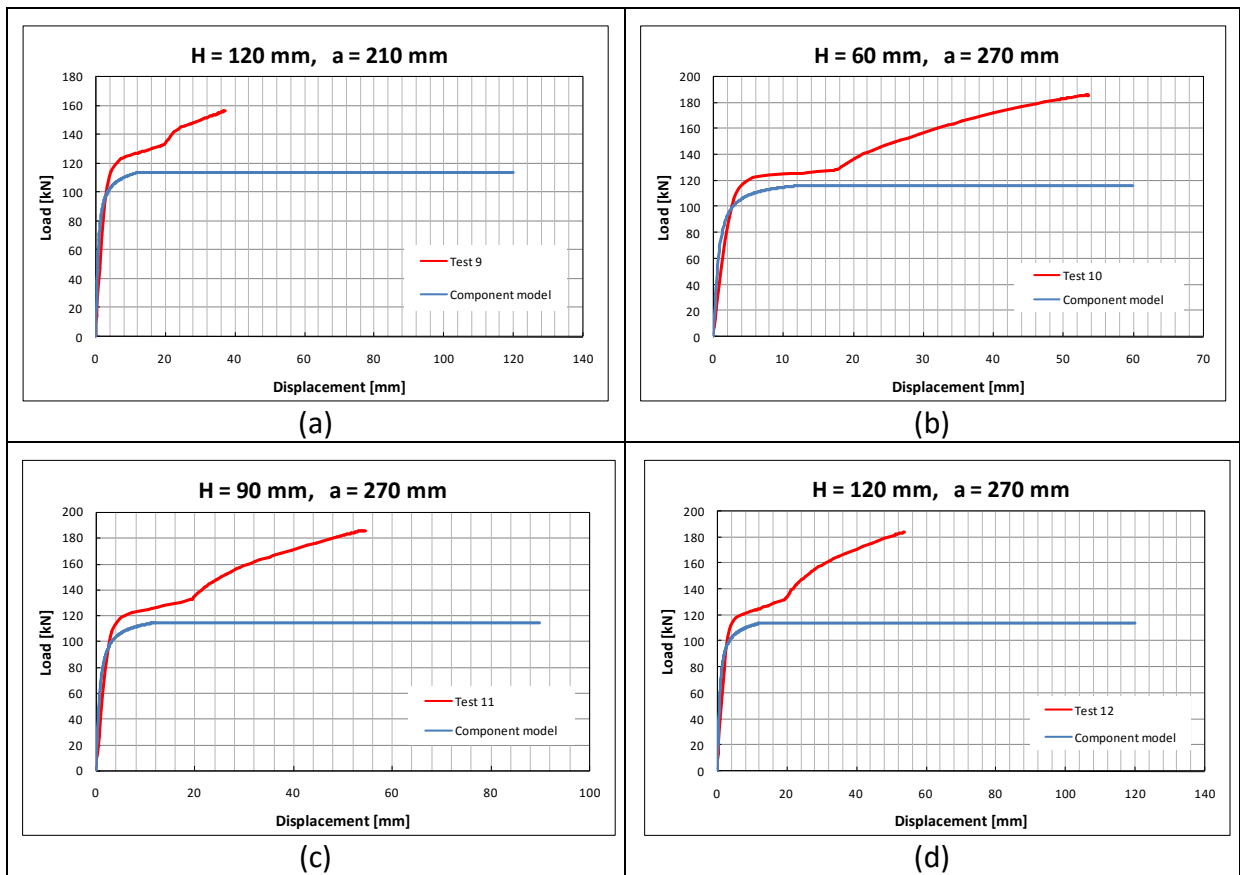 H = 120 mm, a = 210 mm
180
160
140
120
100
80
60
40
20
0
Load [kN]
Test 9
Component model
0 20 40 60 80 100 120 140
Displacement [mm]
(a)
H = 60 mm, a = 270 mm
200
180
160
140
120
100
80
60
40
20
0
Load [kN]
Test 10
Component model
0 10 20 30 40 50 60 70
Displacement [mm]
(b)
H = 90 mm, a = 270 mm
200
180
160
140
120
100
80
60
40
20
0
Load [kN]
Test 11
Component model
0 20 40 60 80 100
Displacement [mm]
(c)
H = 120 mm, a = 270 mm
200
180
160
140
120
100
80
60
40
20
0
Load [kN]
Test 12
Component model
0 20 40 60 80 100 120 140
Displacement [mm]
(d)